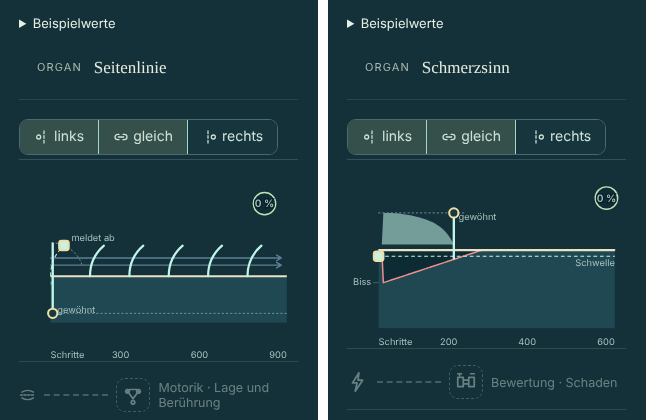 Beispielwerte
ORGAN Seitenlinie
links gleich rechts
0 %
meldet ab
gewöhnt
Schritte 300 600 900
Motorik · Lage und
Berührung
Beispielwerte
ORGAN Schmerzsinn
links gleich rechts
0 %
gewöhnt
Schwelle
Biss
Schritte 200 400 600
Bewertung · Schaden